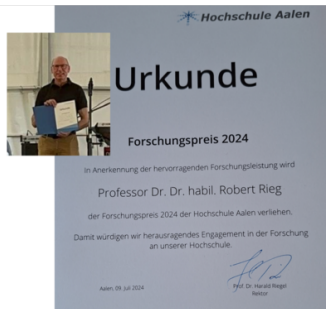 Hochschule Aalen
Urkunde
Forschungspreis 2024
In Anerkennung der hervorragenden Forschungsleistung wird
Professor Dr. Dr. habil. Robert Rieg
der Forschungspreis 2024 der Hochschule Aalen verliehen.
Damit würdigen wir herausragendes Engagement in der Forschung
an unserer Hochschule.
Aalen, 09. Juli 2024
Prof. Dr. Harald Riegel
Rektor